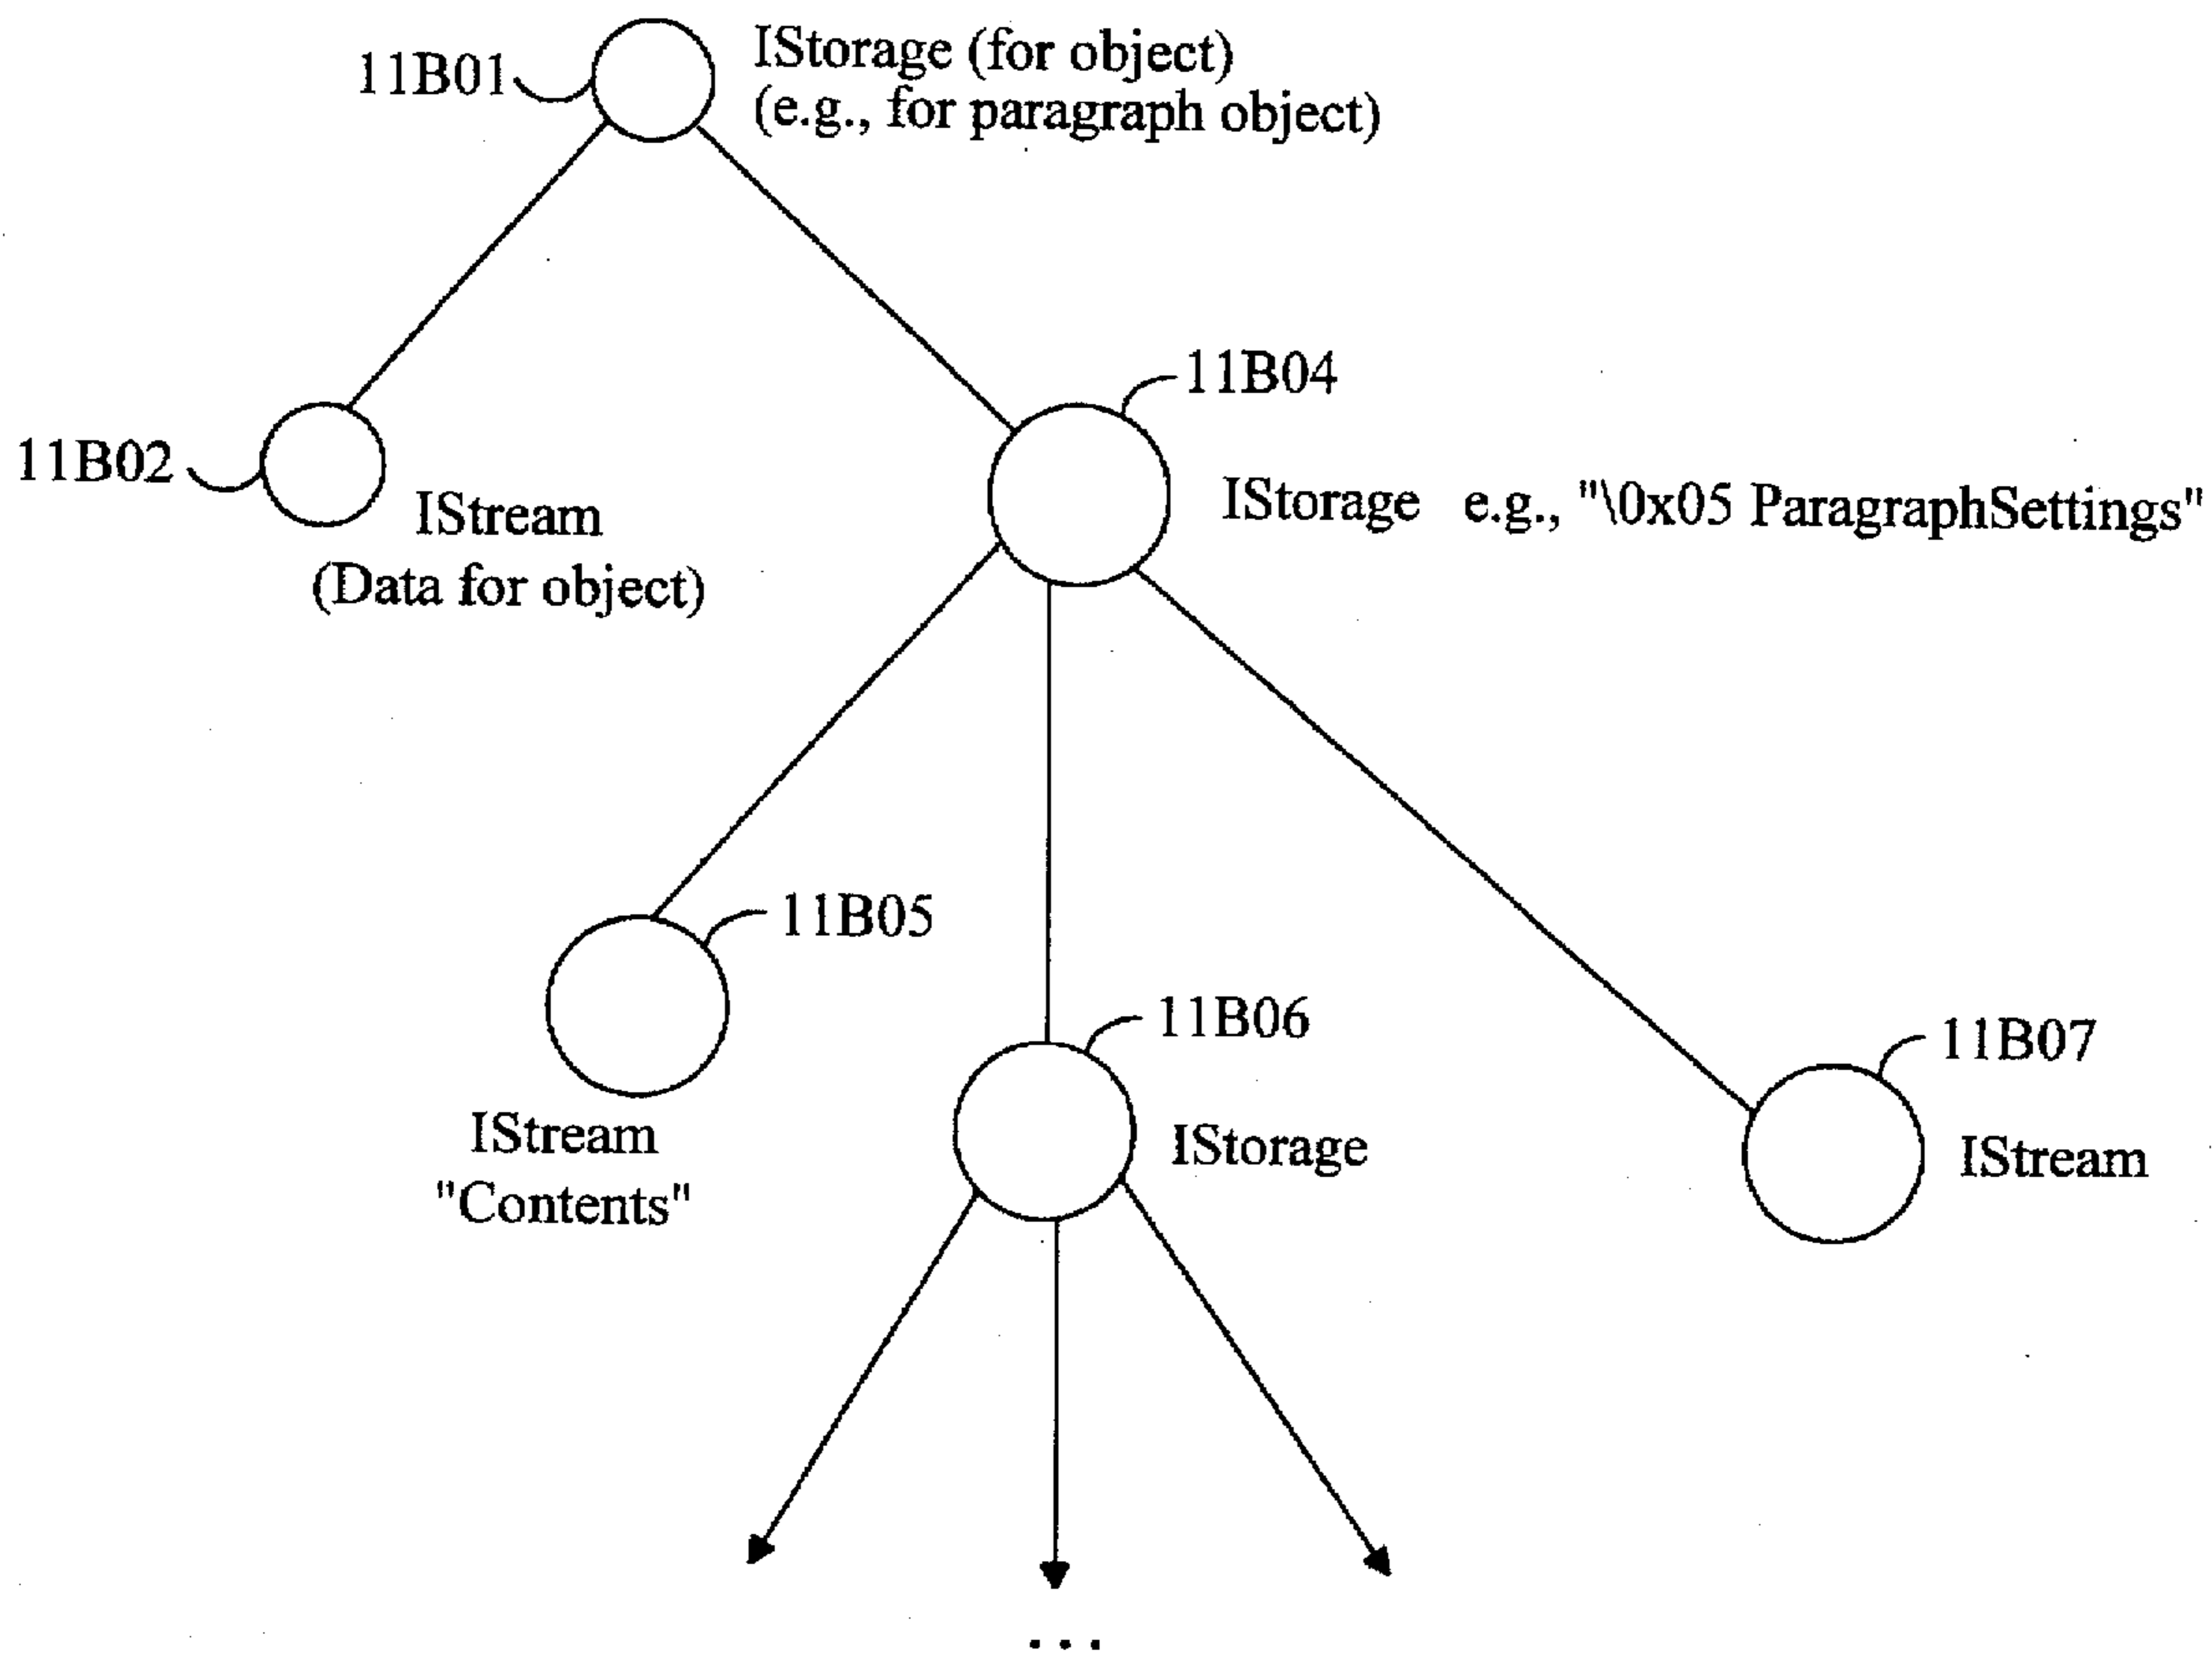 11B01
IStorage (for object)
(e.g., for paragraph object)
11B04
11B02
IStream
(Data for object)
IStorage e.g., "\0x05 ParagraphSettings"
11B05
IStream
"Contents"
11B06
IStorage
11B07
IStream
...